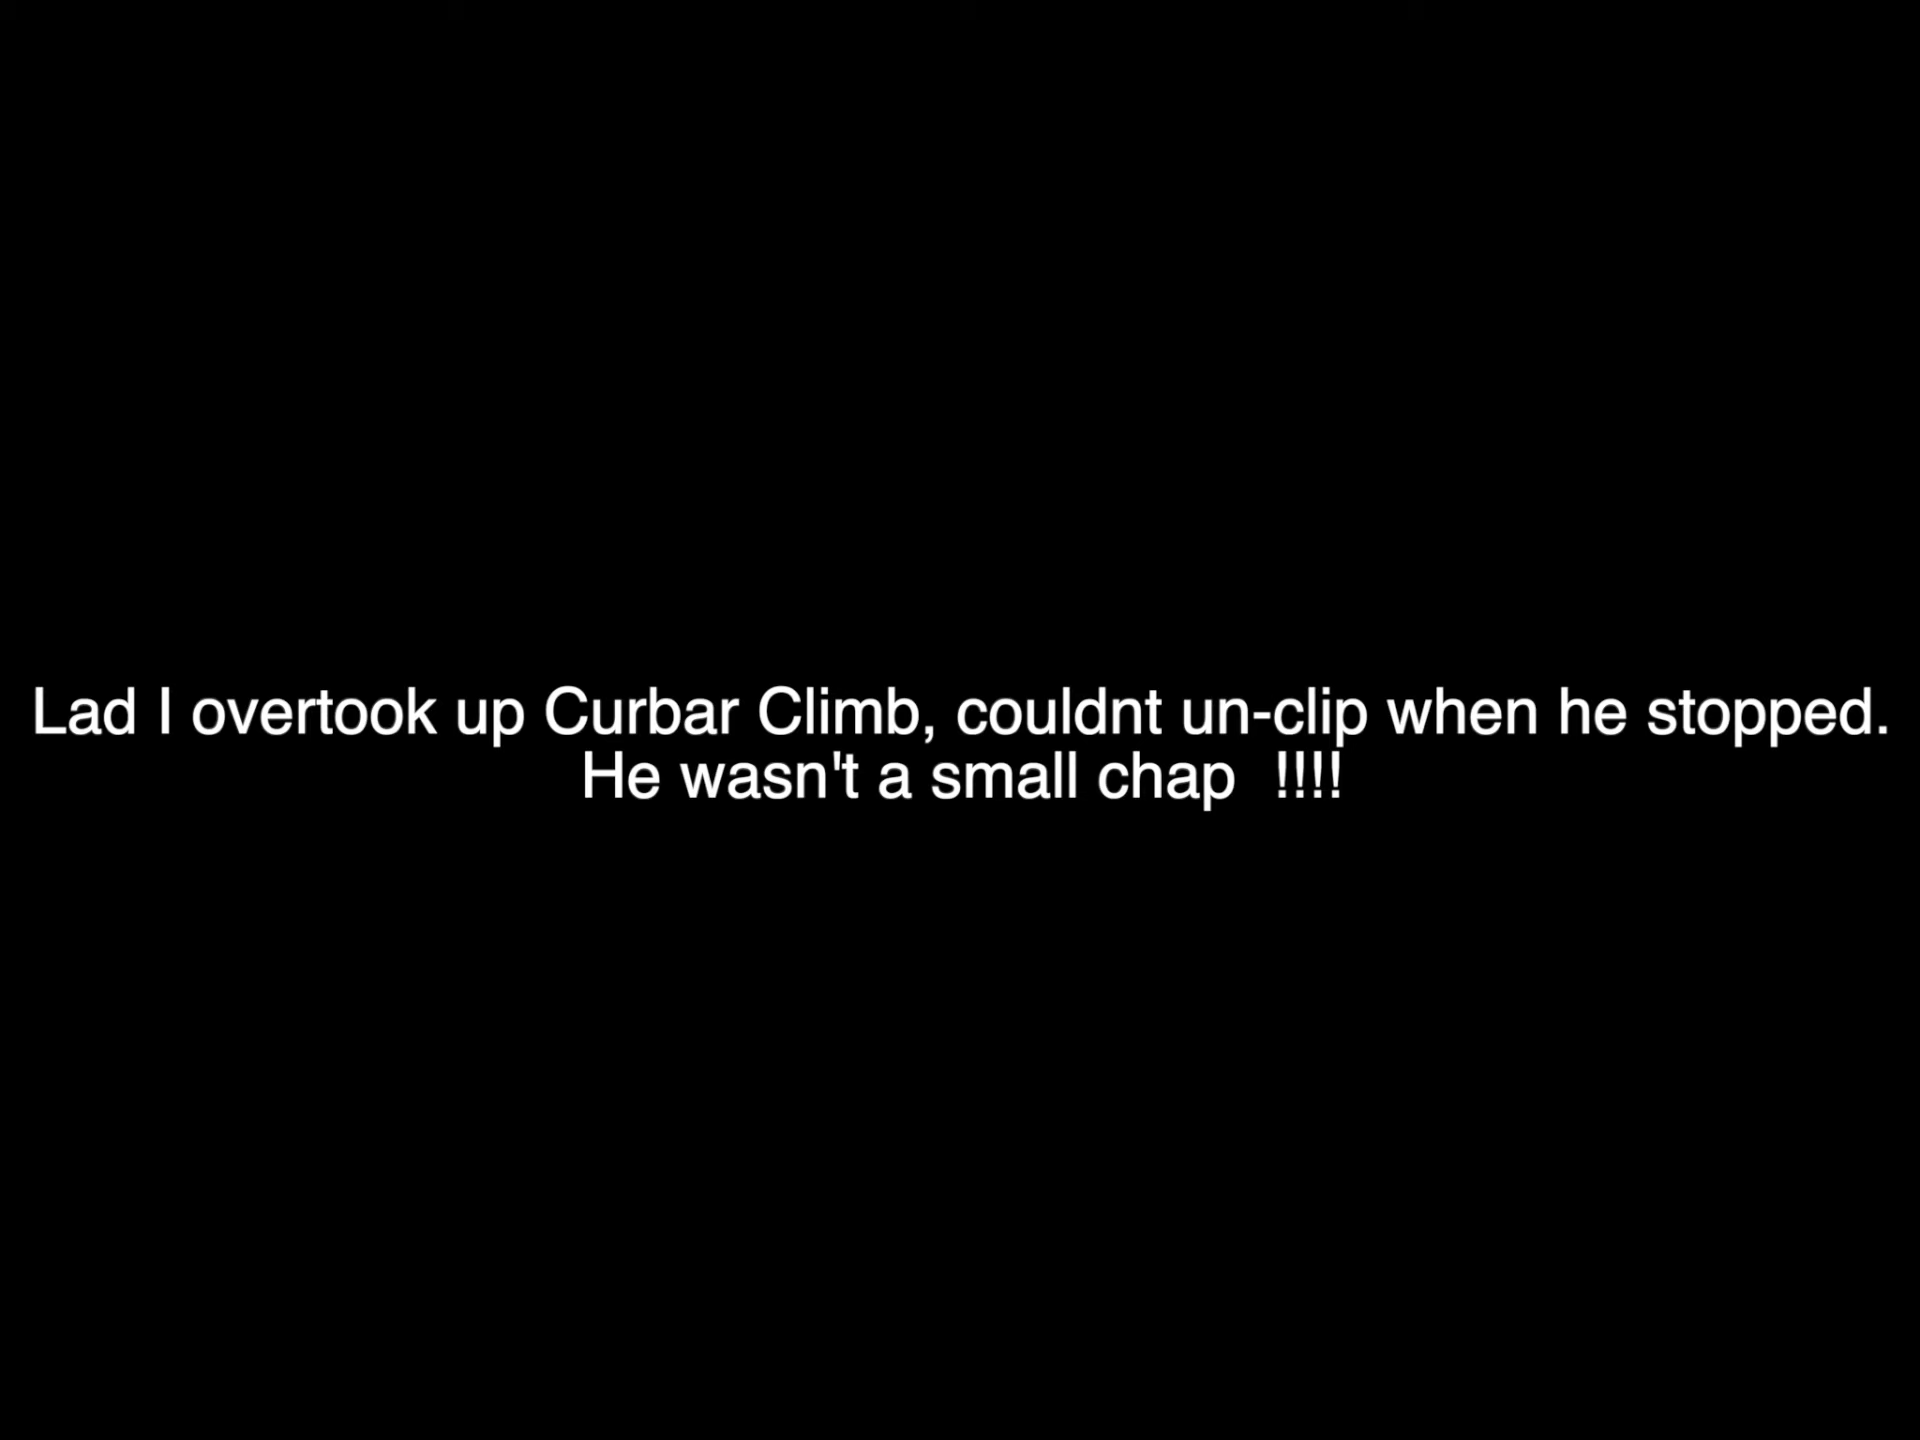 Lad I overtook up Curbar Climb, couldnt un-clip when he stopped.
He wasn't a small chap  !!!!